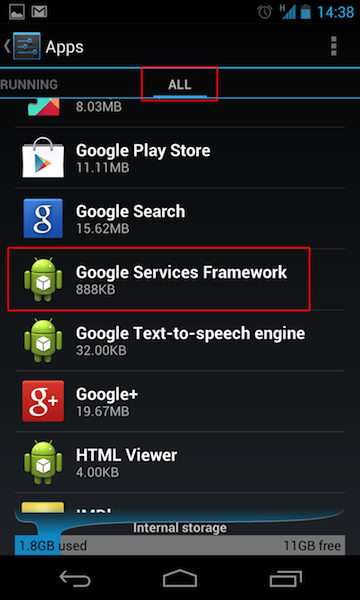 H 14:38
Apps
RUNNING ALL
8.03MB
Google Play Store
11.11MB
Google Search
15.62MB
Google Services Framework
888KB
Google Text-to-speech engine
32.00KB
Google+
19.67MB
HTML Viewer
4.00KB
Internal storage
1.8GB used 11GB free